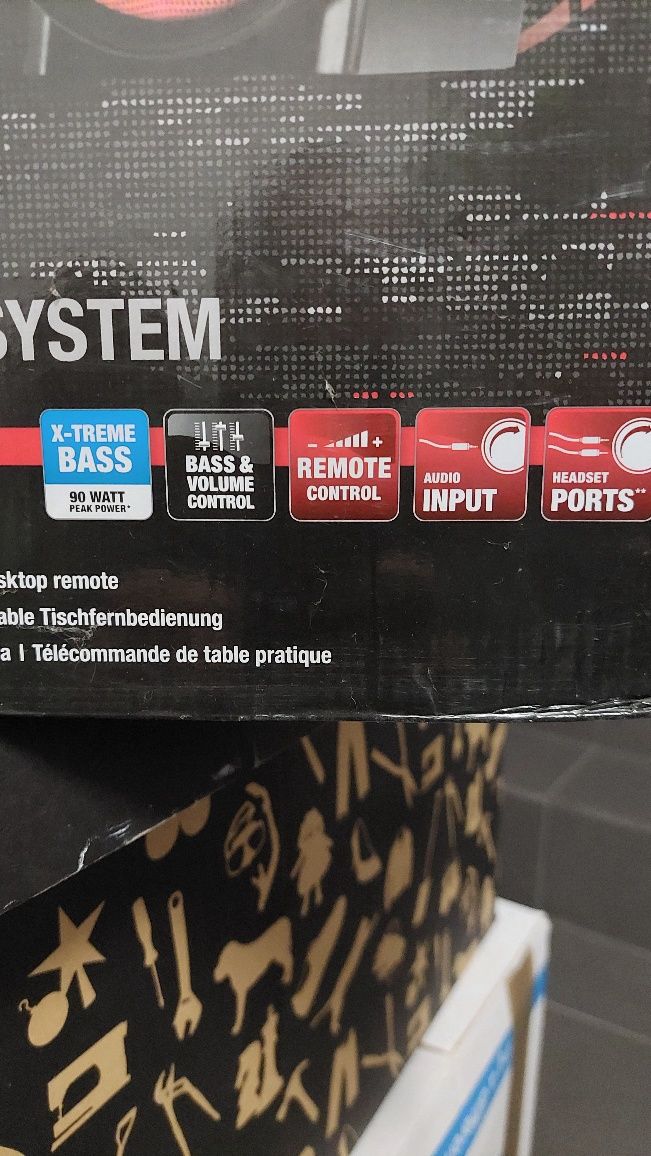 SYSTEM
X-TREME
BASS
90 WATT
PEAK POWER*
BASS &
VOLUME
CONTROL
+
REMOTE
CONTROL
AUDIO
INPUT
HEADSET
PORTS**
sktop remote
able Tischfernbedienung
a | Télécommande de table pratique